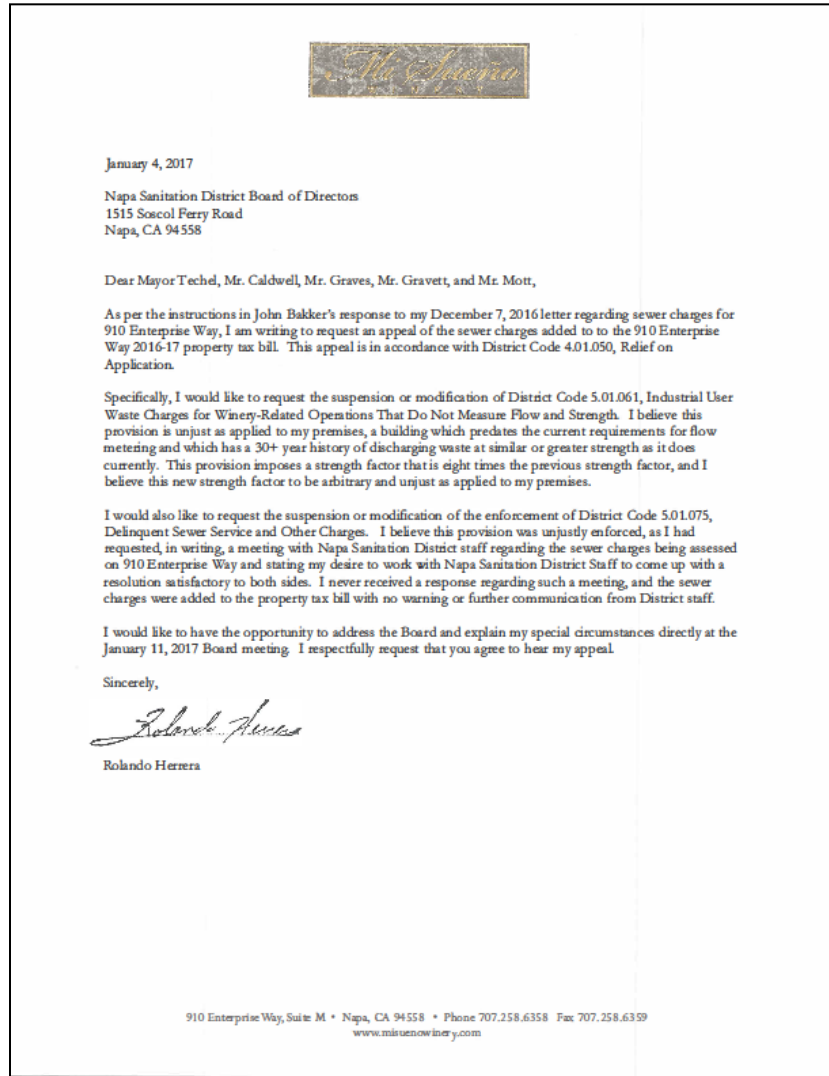 Mi Sueño
January 4, 2017
Napa Sanitation District Board of Directors
1515 Soscol Ferry Road
Napa, CA 94558
Dear Mayor Techel, Mr. Caldwell, Mr. Graves, Mr. Gravett, and Mr. Mott,
As per the instructions in John Bakker's response to my December 7, 2016 letter regarding sewer charges for
910 Enterprise Way, I am writing to request an appeal of the sewer charges added to to the 910 Enterprise
Way 2016-17 property tax bill. This appeal is in accordance with District Code 4.01.050, Relief on
Application.
Specifically, I would like to request the suspension or modification of District Code 5.01.061, Industrial User
Waste Charges for Winery-Related Operations That Do Not Measure Flow and Strength. I believe this
provision is unjust as applied to my premises, a building which predates the current requirements for flow
metering and which has a 30+ year history of discharging waste at similar or greater strength as it does
currently. This provision imposes a strength factor that is eight times the previous strength factor, and I
believe this new strength factor to be arbitrary and unjust as applied to my premises.
I would also like to request the suspension or modification of the enforcement of District Code 5.01.075,
Delinquent Sewer Service and Other Charges. I believe this provision was unjustly enforced, as I had
requested, in writing, a meeting with Napa Sanitation District staff regarding the sewer charges being assessed
on 910 Enterprise Way and stating my desire to work with Napa Sanitation District Staff to come up with a
resolution satisfactory to both sides. I never received a response regarding such a meeting, and the sewer
charges were added to the property tax bill with no warning or further communication from District staff.
I would like to have the opportunity to address the Board and explain my special circumstances directly at the
January 11, 2017 Board meeting. I respectfully request that you agree to hear my appeal.
Sincerely,
Rolando Herrera
Rolando Herrera
910 Enterprise Way, Suite M • Napa, CA 94558 • Phone 707.258.6358 Fax 707.258.6359
www.misuenowinery.com